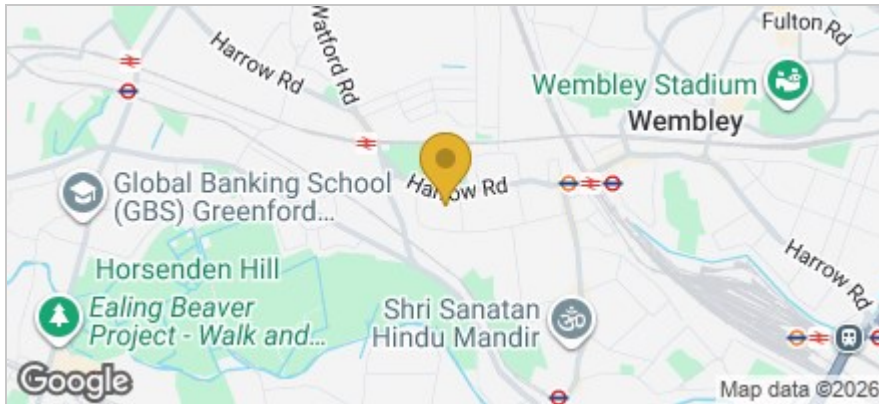 Harrow Rd
Watford Rd
Fulton Rd
Wembley Stadium
Wembley
Global Banking School
(GBS) Greenford...
Harrow Rd
Horsenden Hill
Ealing Beaver
Project - Walk and...
Shri Sanatan
Hindu Mandir
ॐ
Harrow Rd
Google
Map data ©2026